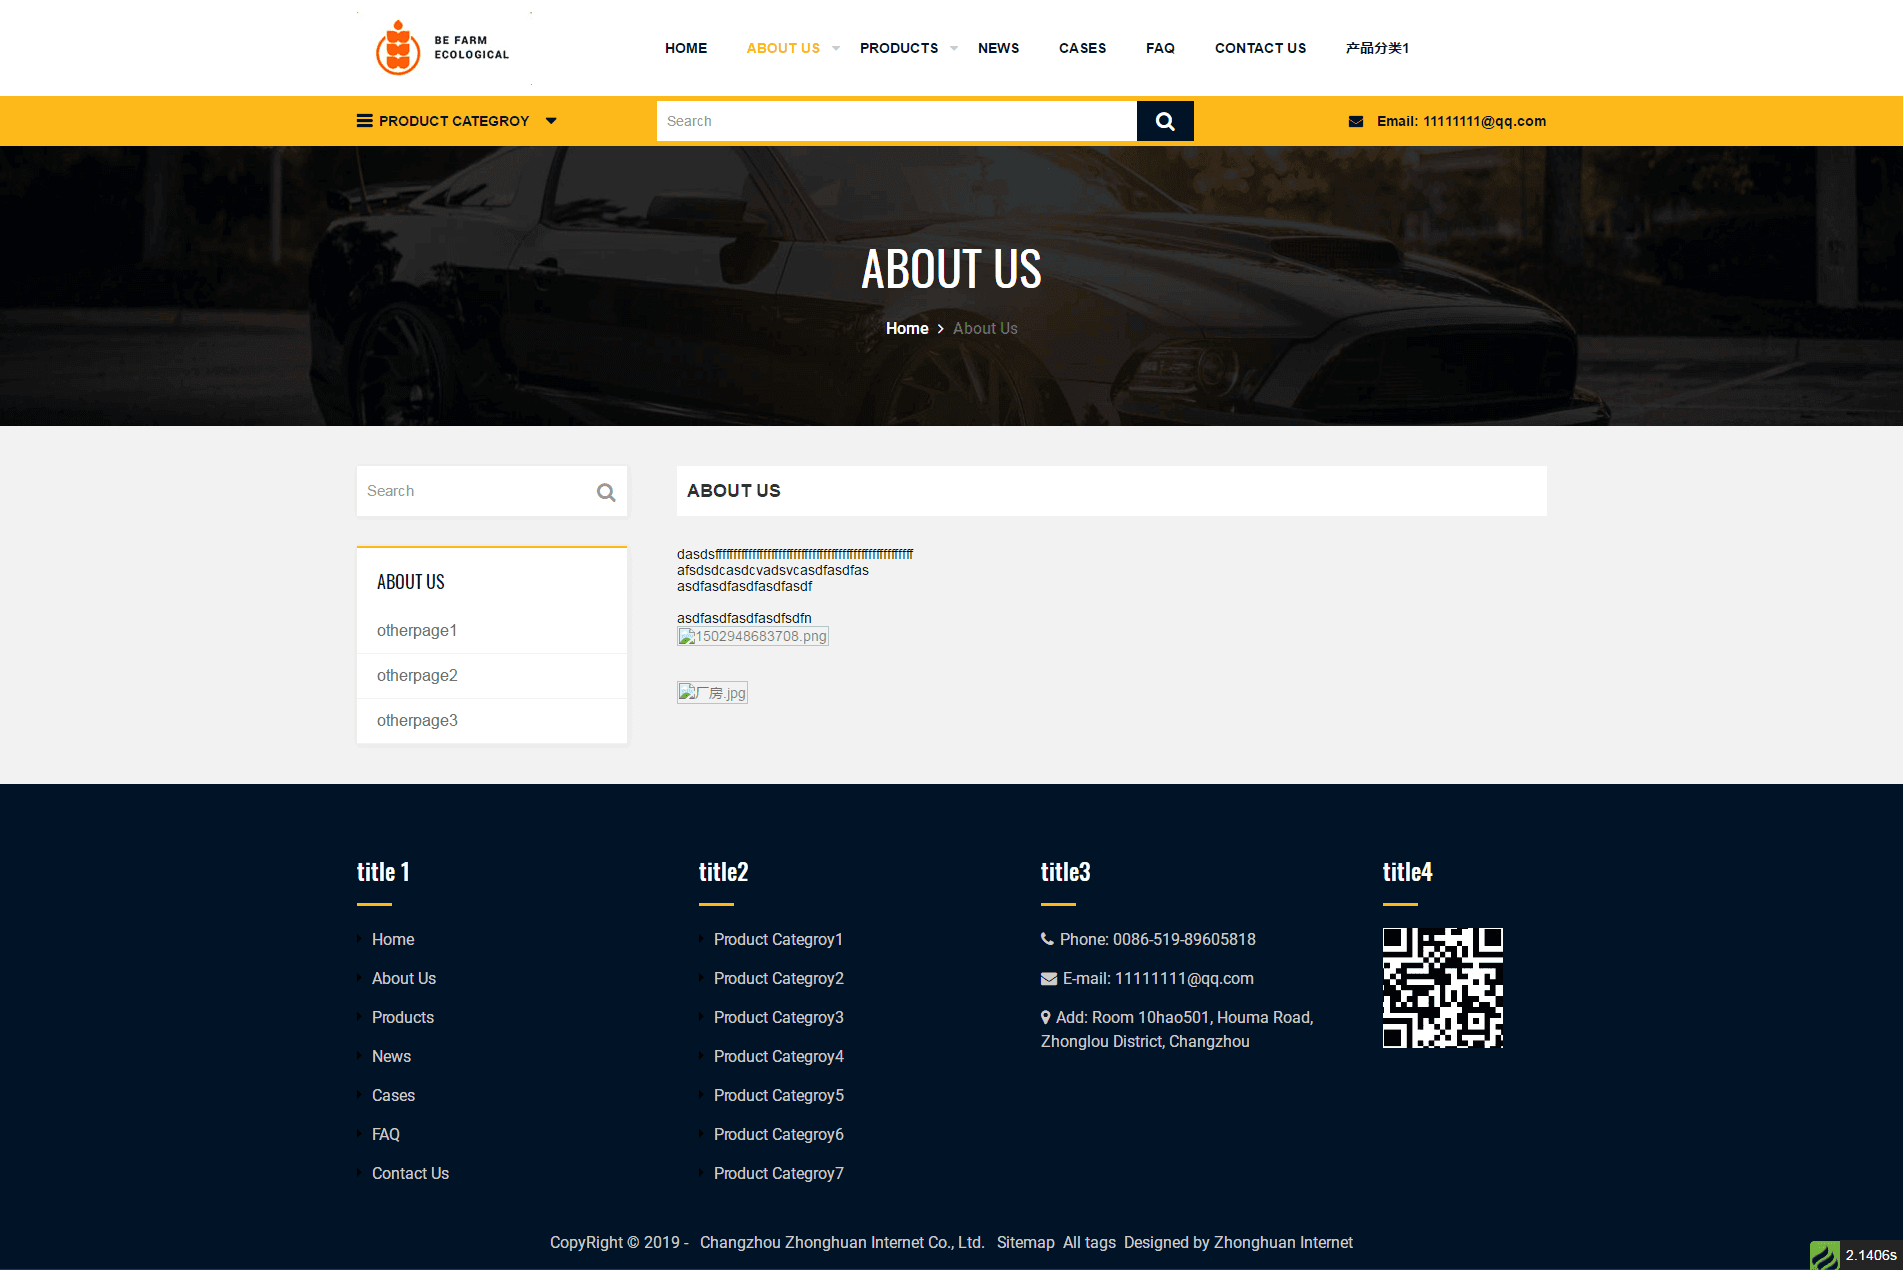 BE FARM
ECOLOGICAL
HOME ABOUT US PRODUCTS NEWS CASES FAQ CONTACT US 产品分类1
PRODUCT CATEGROY
Search
Email: 11111111@qq.com
ABOUT US
Home About Us
Search
ABOUT US
otherpage1
otherpage2
otherpage3
ABOUT US
afsdsdcasdcvadsvcasdfasdfas
asdfasdfasdfasdfasdf
asdfasdfasdfasdfsdfn
1502948683708.png
厂房.jpg
title 1
Home
About Us
Products
News
Cases
FAQ
Contact Us
title2
Product Categroy1
Product Categroy2
Product Categroy3
Product Categroy4
Product Categroy5
Product Categroy6
Product Categroy7
title3
Phone: 0086-519-89605818
E-mail: 11111111@qq.com
Add: Room 10hao501, Houma Road,
Zhonglou District, Changzhou
title4
CopyRight © 2019 - Changzhou Zhonghuan Internet Co., Ltd. Sitemap All tags Designed by Zhonghuan Internet
2.1406s